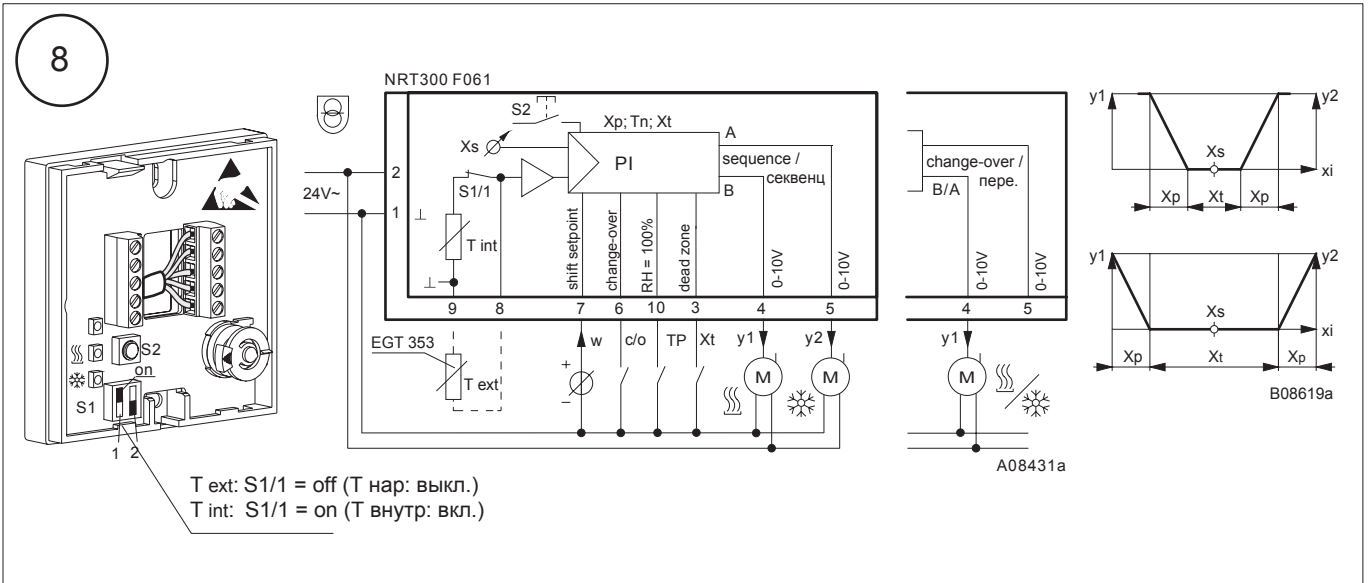 8
NRT300 F061
S2
Xp; Tn; Xt
Xs
PI
A
B
sequence /
секвенц
S1/1
2
24V~
1
⊥
T int
⊥
shift setpoint
change-over
RH = 100%
dead zone
0-10V
0-10V
9
8
7
6
10
3
4
5
EGT 353
T ext
+
−
w
c/o
TP
Xt
y1
y2
M
M
change-over /
пере.
B/A
0-10V
0-10V
4
5
y1
M
A08431a
y1
y2
Xs
xi
Xp
Xt
Xp
y1
y2
Xs
xi
Xp
Xt
Xp
B08619a
S2
on
S1
1 2
T ext: S1/1 = off (T нар: выкл.)
T int: S1/1 = on (T внутр: вкл.)